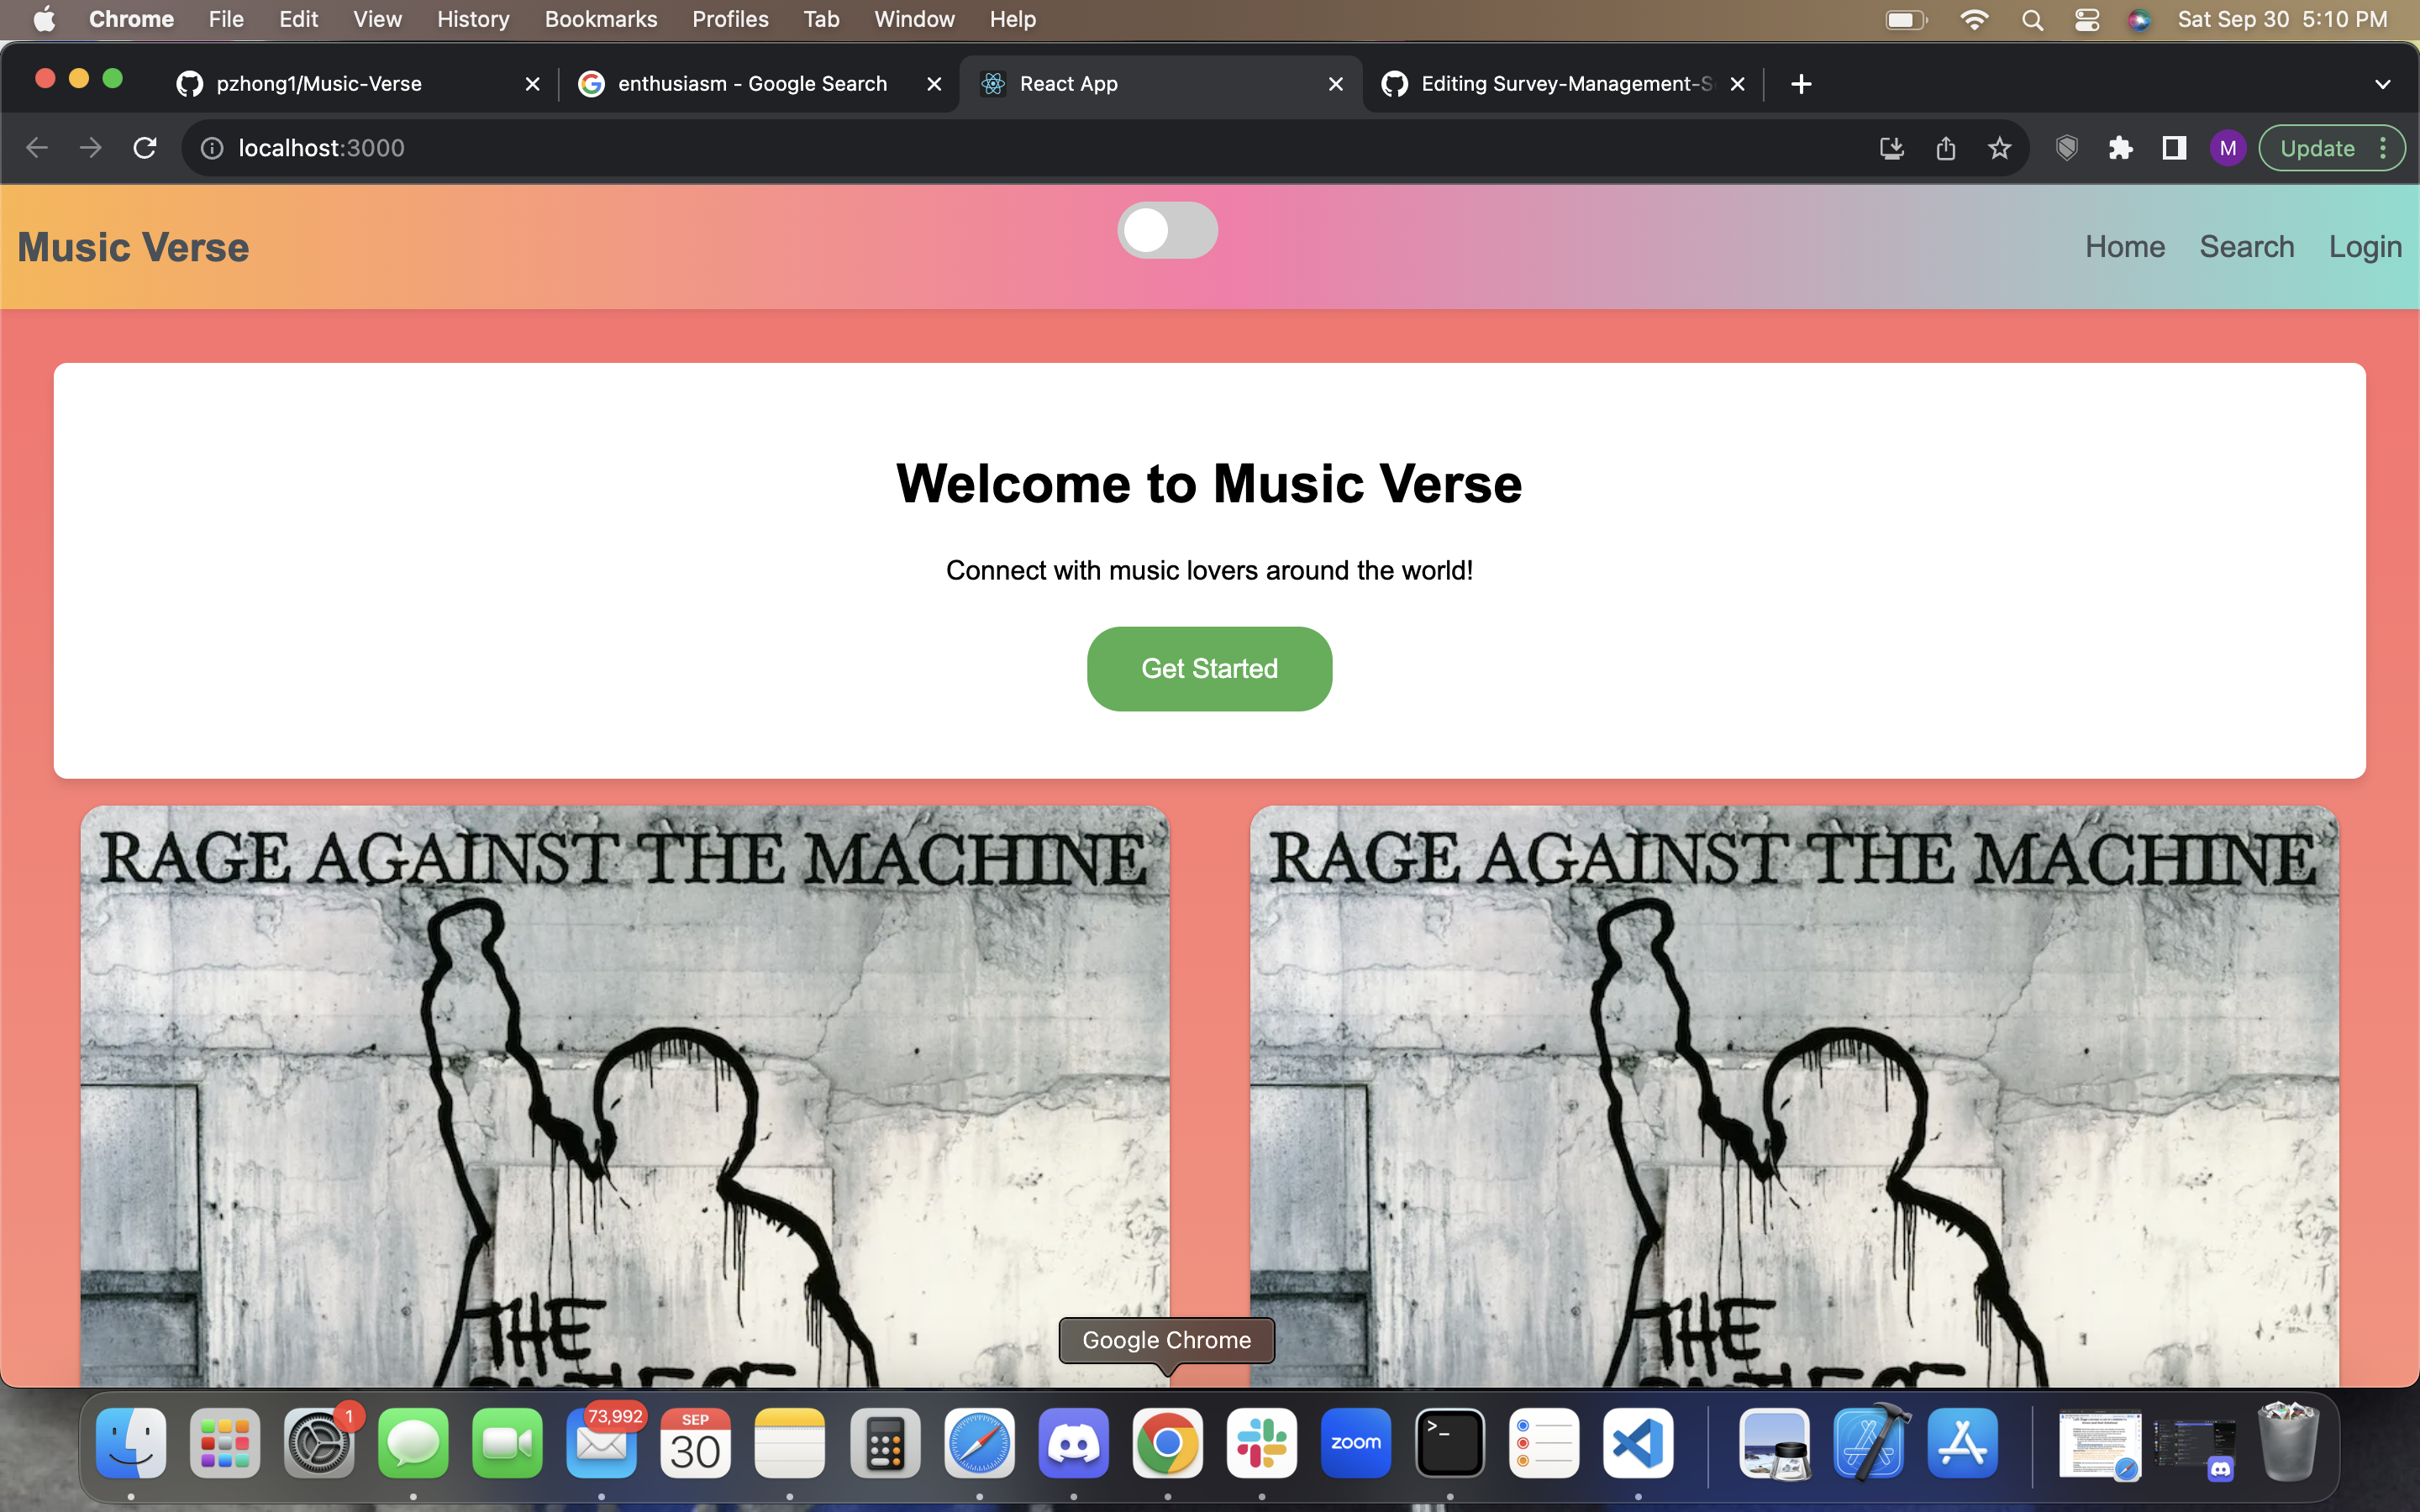 Chrome File Edit View History Bookmarks Profiles Tab Window Help Sat Sep 30 5:10 PM
pzhong1/Music-Verse enthusiasm - Google Search React App Editing Survey-Management-S
localhost:3000 M Update
Music Verse Home Search Login
Welcome to Music Verse
Connect with music lovers around the world!
Get Started
RAGE AGAINST THE MACHINE RAGE AGAINST THE MACHINE
THE THE
Google Chrome
1 73,992 SEP
30 zoom >_